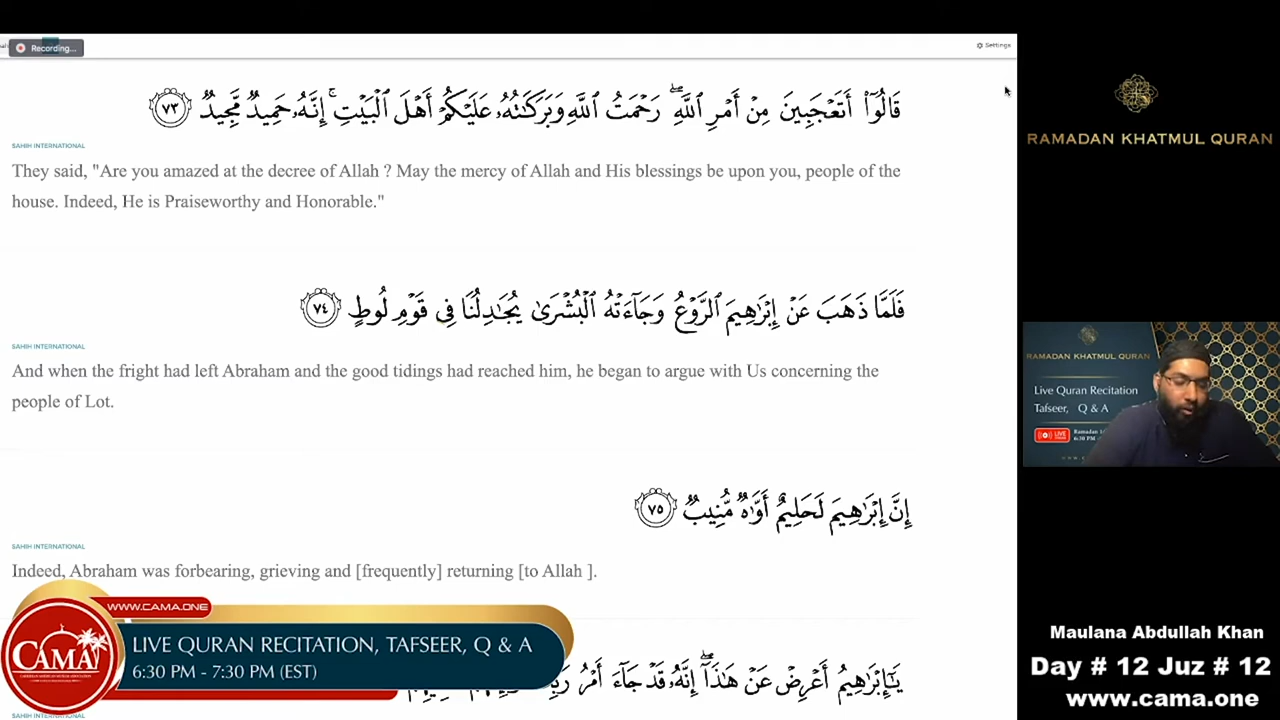 Recording...
Settings
قَالُوٓا۟ أَتَعْجَبِينَ مِنْ أَمْرِ ٱللَّهِ ۖ رَحْمَتُ ٱللَّهِ وَبَرَكَـٰتُهُۥ عَلَيْكُمْ أَهْلَ ٱلْبَيْتِ ۚ إِنَّهُۥ حَمِيدٌ مَّجِيدٌ ٧٣
SAHIH INTERNATIONAL
They said, "Are you amazed at the decree of Allah ? May the mercy of Allah and His blessings be upon you, people of the
house. Indeed, He is Praiseworthy and Honorable."
فَلَمَّا ذَهَبَ عَنْ إِبْرَٰهِيمَ ٱلرَّوْعُ وَجَآءَتْهُ ٱلْبُشْرَىٰ يُجَـٰدِلُنَا فِى قَوْمِ لُوطٍ ٧٤
SAHIH INTERNATIONAL
And when the fright had left Abraham and the good tidings had reached him, he began to argue with Us concerning the
people of Lot.
إِنَّ إِبْرَٰهِيمَ لَحَلِيمٌ أَوَّٰهٌ مُّنِيبٌ ٧٥
SAHIH INTERNATIONAL
Indeed, Abraham was forbearing, grieving and [frequently] returning [to Allah ].
يَـٰٓإِبْرَٰهِيمُ أَعْرِضْ عَنْ هَـٰذَآ ۖ إِنَّهُۥ قَدْ جَآءَ أَمْرُ
SAHIH INTERNATIONAL
WWW.CAMA.ONE
CAMA
LIVE QURAN RECITATION, TAFSEER, Q & A
6:30 PM - 7:30 PM (EST)
RAMADAN KHATMUL QURAN
RAMADAN KHATMUL QURAN
Live Quran Recitation
Tafseer, Q & A
LIVE
Maulana Abdullah Khan
Day # 12 Juz # 12
www.cama.one